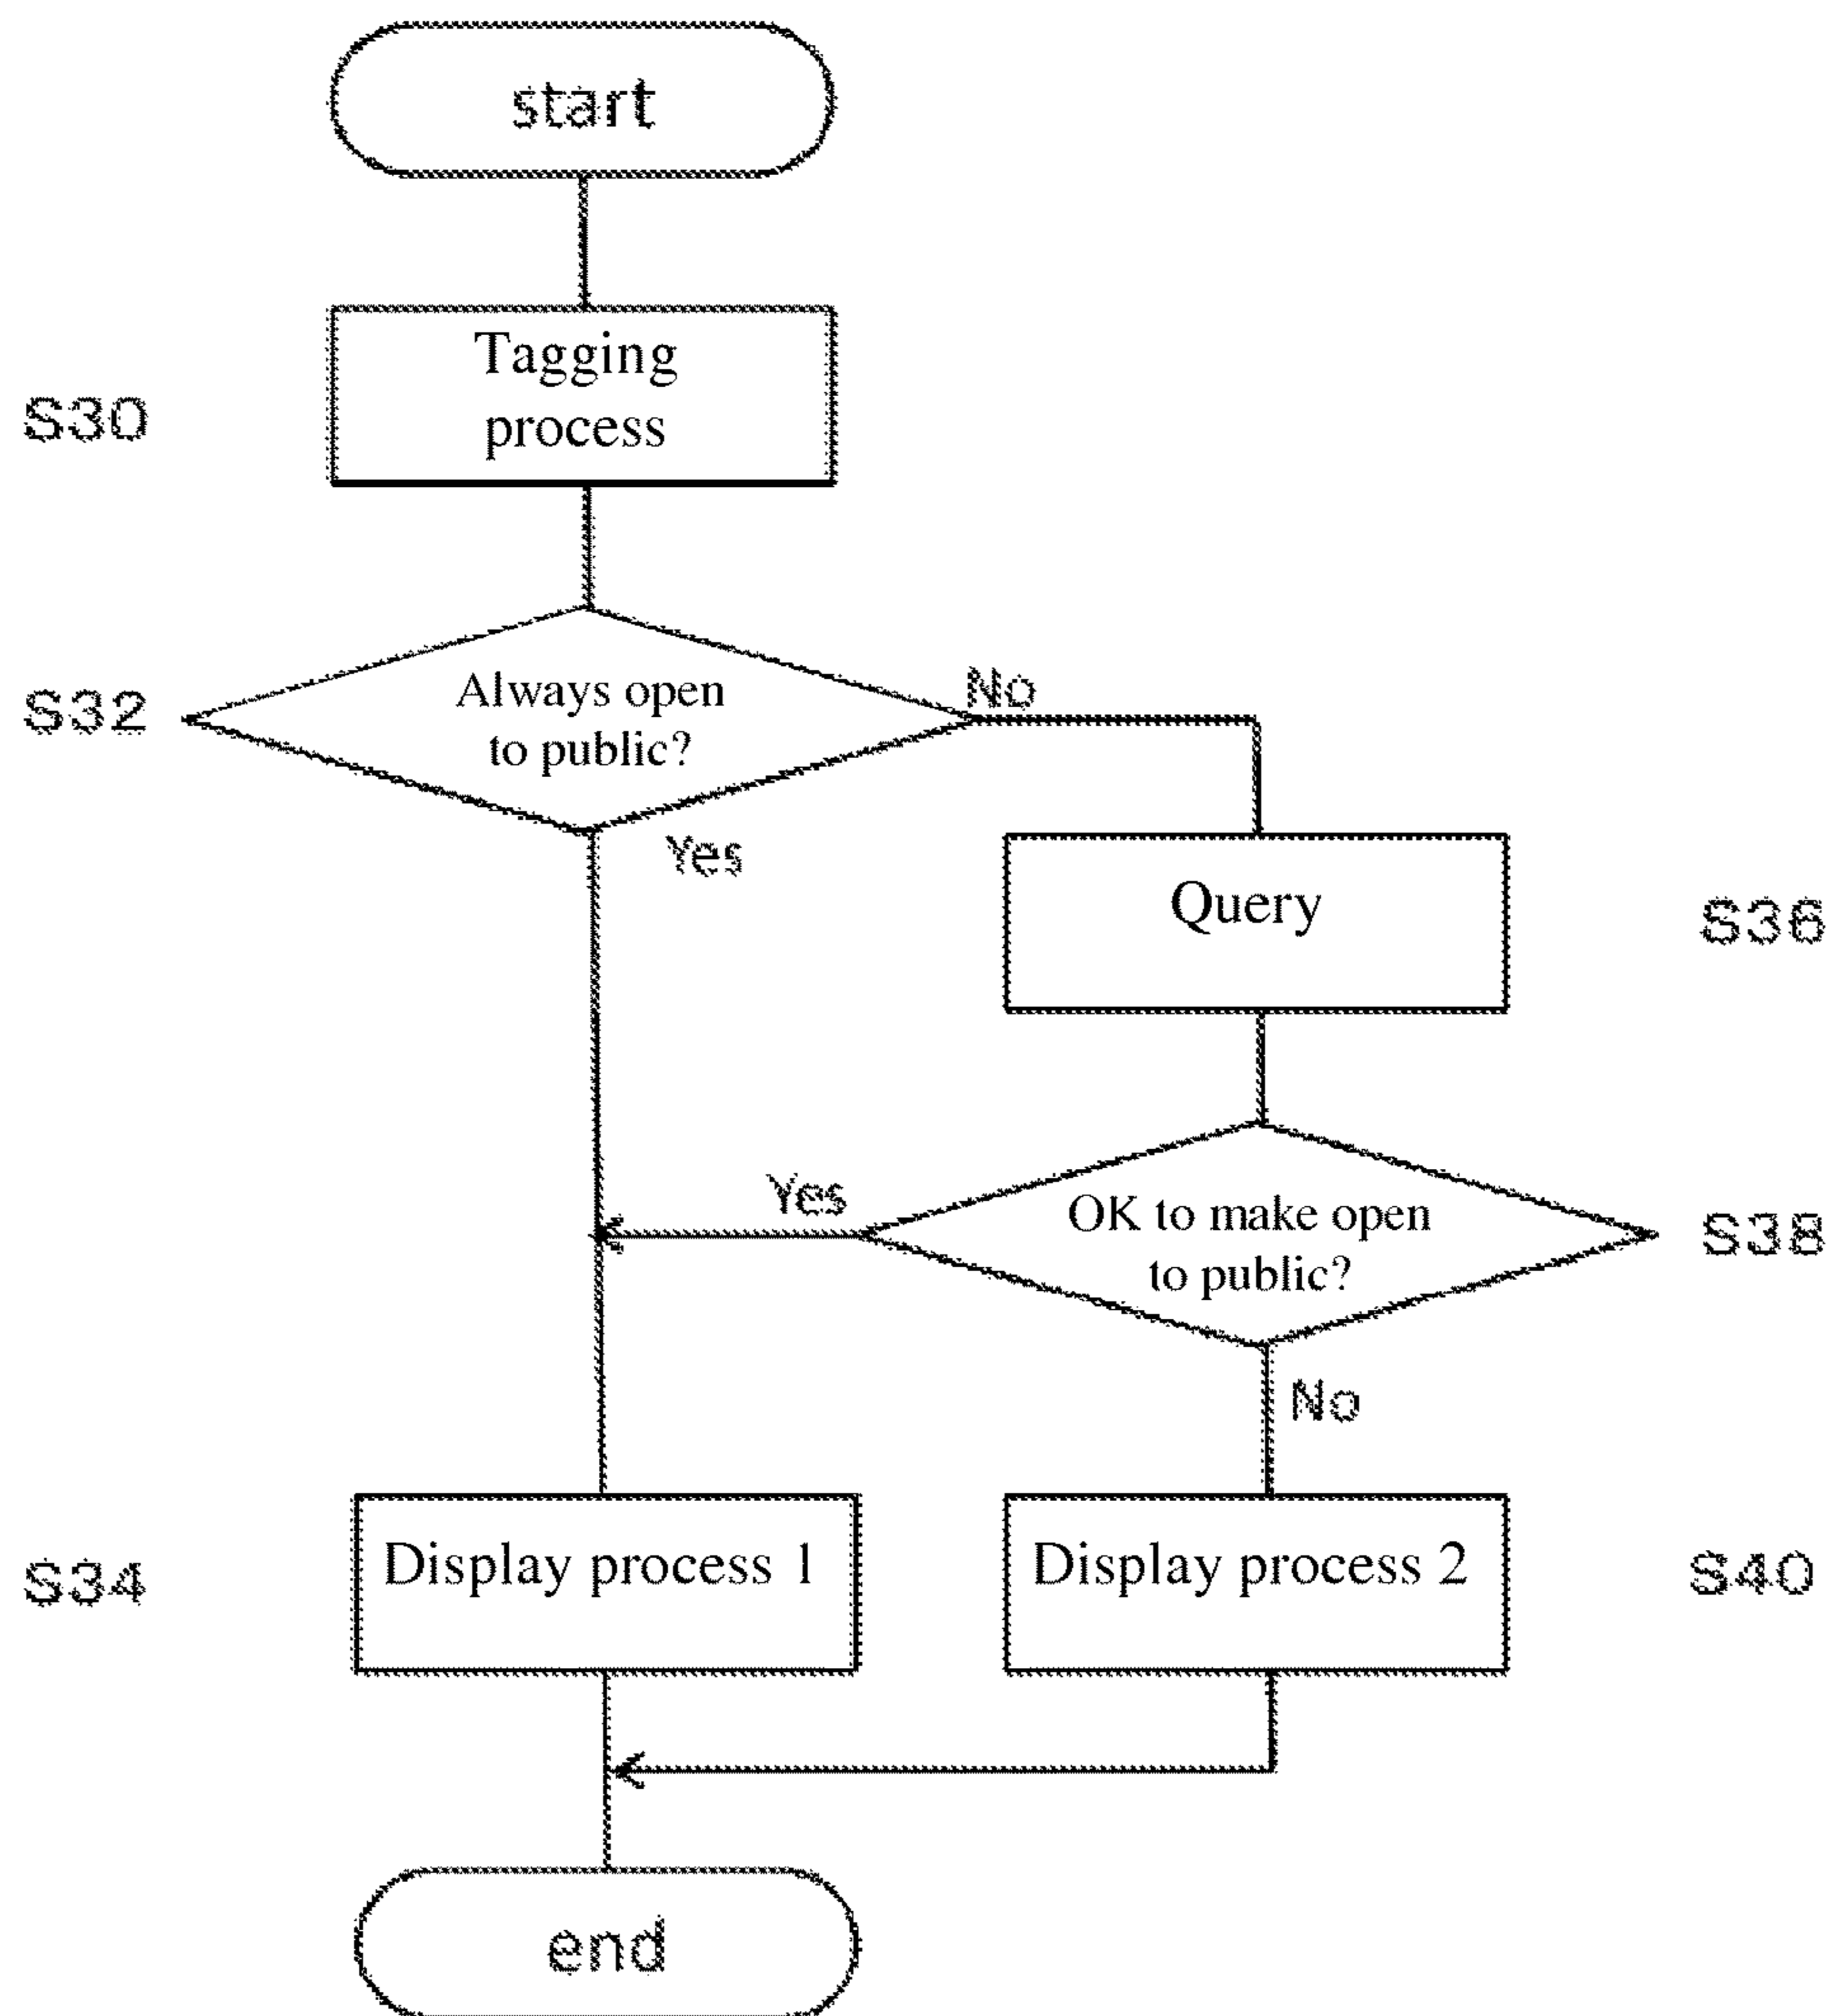 start
Tagging
process
S30
Always open
to public?
S32
No
Yes
Query
S36
Yes
OK to make open
to public?
S38
No
S34
Display process 1
Display process 2
S40
end